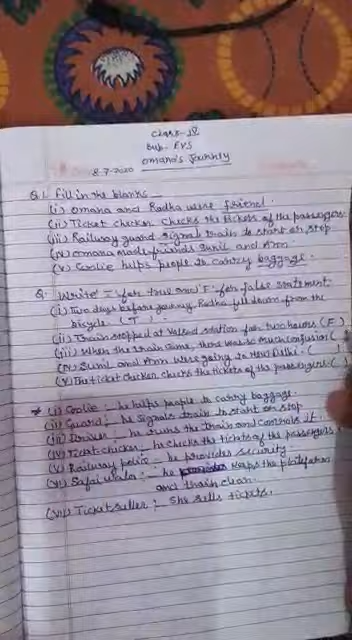 Class-IV
Sub. EVS
Omana's Journey
8-7-2020
Q.1. Fill in the blanks -
(i) Omana and Radha were friend.
(ii) Ticket checker checks the tickets of the passengers.
(iii) Railway guard signal train to start or stop
(iv) Omana made friends Sunil and Ann
(v) Coolie helps people to carry baggage.
Q. Write 'T' for true and 'F' for false statement
(i) Two days before journey, Radha fell down from the
bicycle (T)
(ii) Train stopped at station for two hours (F)
(iii) When the train came, there was so much confusion (
(iv) Sunil and Ann were going to New Delhi - (
(v) The ticket checker checks the tickets of the passengers (
* (i) Coolie - he helps people to carry baggage.
(ii) Guard - he signals train to start or stop
(iii) Driver - he runs the train and controls it.
(iv) Ticket checker - he checks the tickets of the passengers.
(v) Railway police - he provides security
(vi) Safaiwala - he keeps the platform
and train clean.
(vii) Ticket seller - She sells tickets.